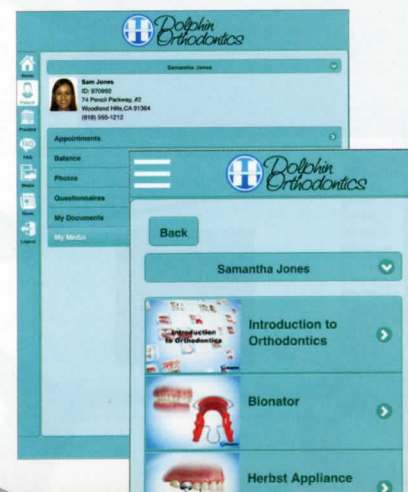 Dolphin
Orthodontics
Samantha Jones
Home
Patient
Practice
FAQ
FAQ
Media
News
Logout
Sam Jones
ID: 970992
74 Pencil Parkway, #2
Woodland Hills, CA 91364
(818) 555-1212
Appointments
Balance
Photos
Questionnaires
My Documents
My Media
Dolphin
Orthodontics
Back
Samantha Jones
Introduction
to Orthodontics
Introduction to
Orthodontics
Bionator
Herbst Appliance